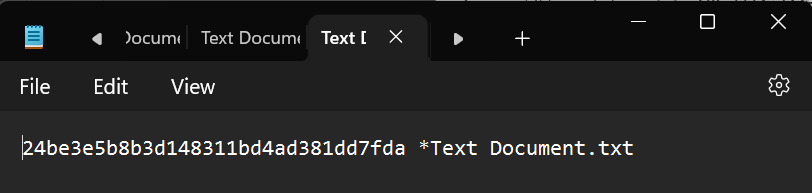 Docume Text Docume Text D
File Edit View
24be3e5b8b3d148311bd4ad381dd7fda *Text Document.txt